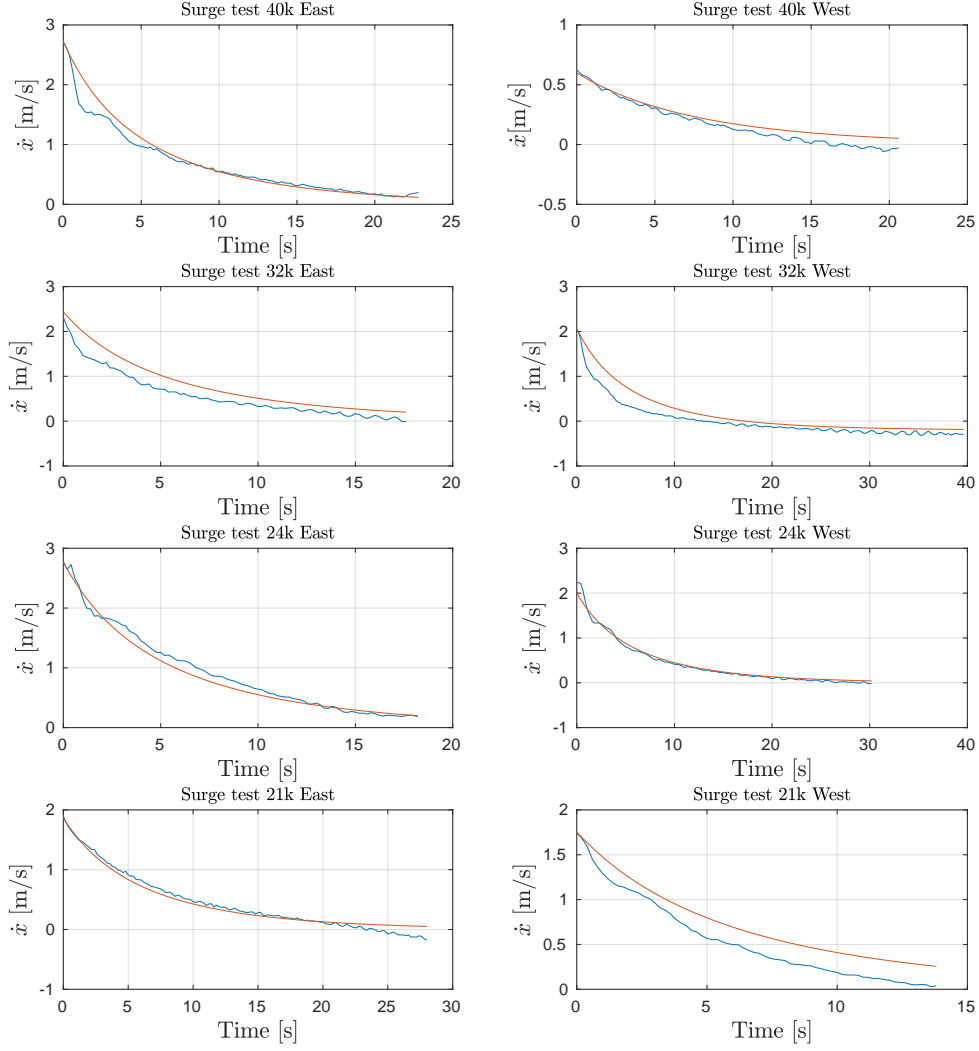 Surge test 40k East
3
2
1
0
ẋ [m/s]
0 5 10 15 20 25
Time [s]
Surge test 40k West
1
0.5
0
-0.5
ẋ[m/s]
0 5 10 15 20 25
Time [s]
Surge test 32k East
3
2
1
0
-1
ẋ [m/s]
0 5 10 15 20
Time [s]
Surge test 32k West
3
2
1
0
-1
ẋ [m/s]
0 10 20 30 40
Time [s]
Surge test 24k East
3
2
1
0
ẋ [m/s]
0 5 10 15 20
Time [s]
Surge test 24k West
3
2
1
0
-1
ẋ [m/s]
0 10 20 30 40
Time [s]
Surge test 21k East
2
1
0
-1
ẋ [m/s]
0 5 10 15 20 25 30
Time [s]
Surge test 21k West
2
1.5
1
0.5
0
ẋ [m/s]
0 5 10 15
Time [s]